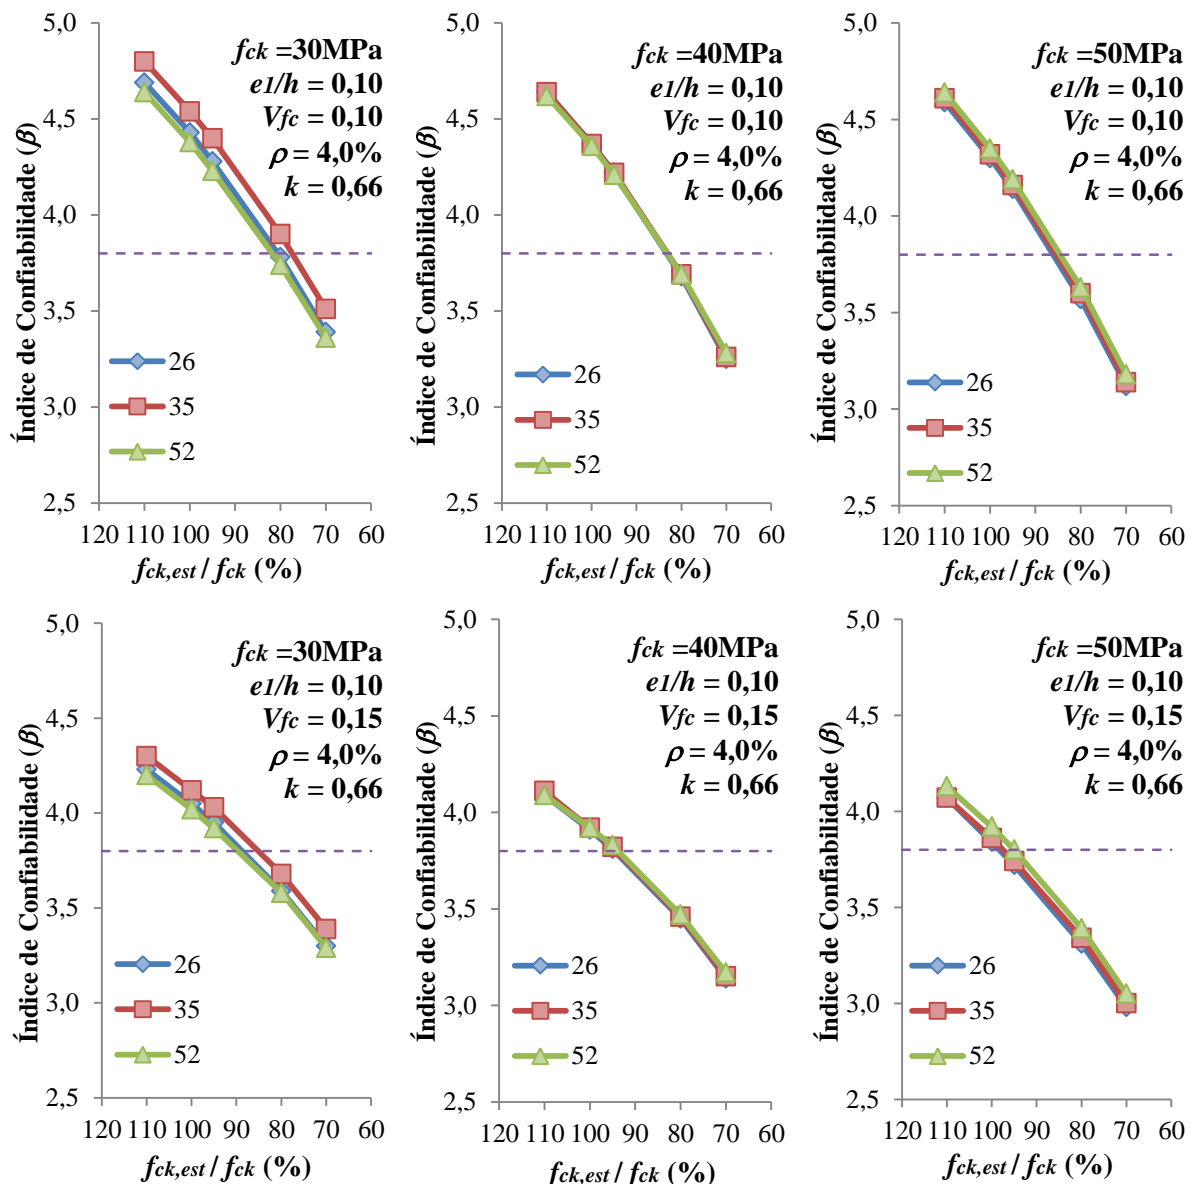 Índice de Confiabilidade (β)
5,0
4,5
4,0
3,5
3,0
2,5
fck =30MPa
e1/h = 0,10
Vfc = 0,10
ρ = 4,0%
k = 0,66
26
35
52
120 110 100 90 80 70 60
fck,est / fck (%)
Índice de Confiabilidade (β)
5,0
4,5
4,0
3,5
3,0
2,5
fck =40MPa
e1/h = 0,10
Vfc = 0,10
ρ = 4,0%
k = 0,66
26
35
52
120 110 100 90 80 70 60
fck,est / fck (%)
Índice de Confiabilidade (β)
5,0
4,5
4,0
3,5
3,0
2,5
fck =50MPa
e1/h = 0,10
Vfc = 0,10
ρ = 4,0%
k = 0,66
26
35
52
120 110 100 90 80 70 60
fck,est / fck (%)
Índice de Confiabilidade (β)
5,0
4,5
4,0
3,5
3,0
2,5
fck =30MPa
e1/h = 0,10
Vfc = 0,15
ρ = 4,0%
k = 0,66
26
35
52
120 110 100 90 80 70 60
fck,est / fck (%)
Índice de Confiabilidade (β)
5,0
4,5
4,0
3,5
3,0
2,5
fck =40MPa
e1/h = 0,10
Vfc = 0,15
ρ = 4,0%
k = 0,66
26
35
52
120 110 100 90 80 70 60
fck,est / fck (%)
Índice de Confiabilidade (β)
5,0
4,5
4,0
3,5
3,0
2,5
fck =50MPa
e1/h = 0,10
Vfc = 0,15
ρ = 4,0%
k = 0,66
26
35
52
120 110 100 90 80 70 60
fck,est / fck (%)